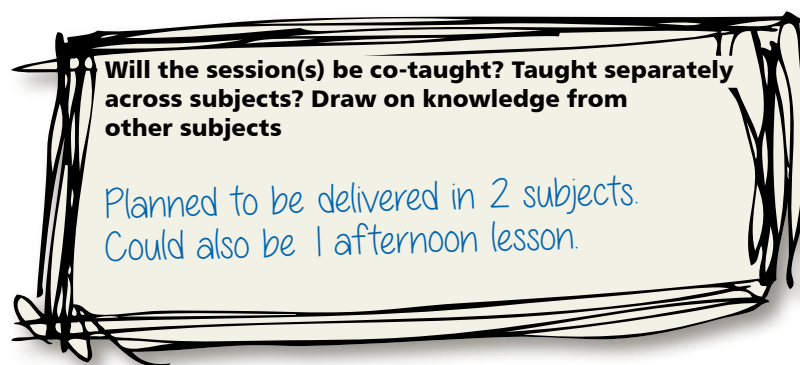 Will the session(s) be co-taught? Taught separately
across subjects? Draw on knowledge from
other subjects
Planned to be delivered in 2 subjects.
Could also be 1 afternoon lesson.